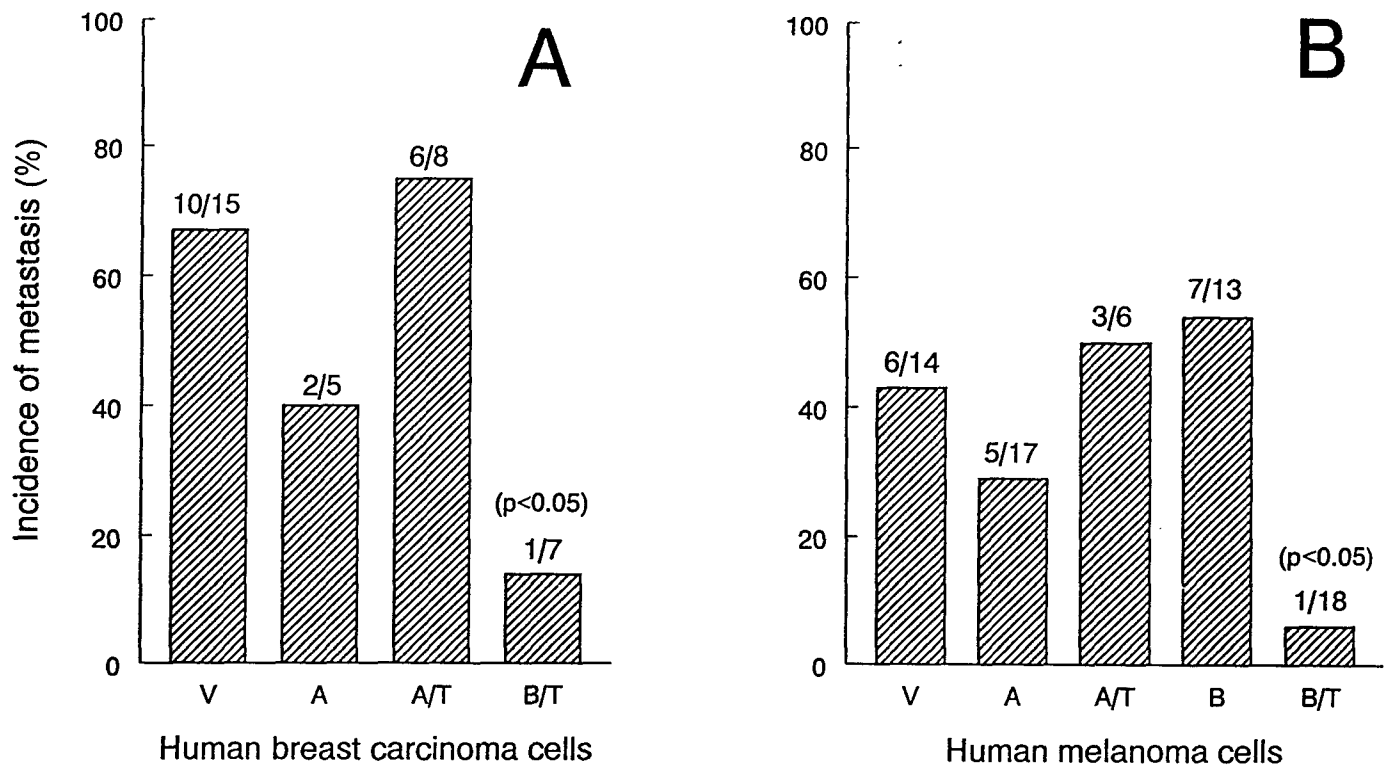 A
100
80
60
40
20
0
Incidence of metastasis (%)
10/15
2/5
6/8
(p<0.05)
1/7
V A A/T B/T
Human breast carcinoma cells
B
100
80
60
40
20
0
6/14
5/17
3/6
7/13
(p<0.05)
1/18
V A A/T B B/T
Human melanoma cells